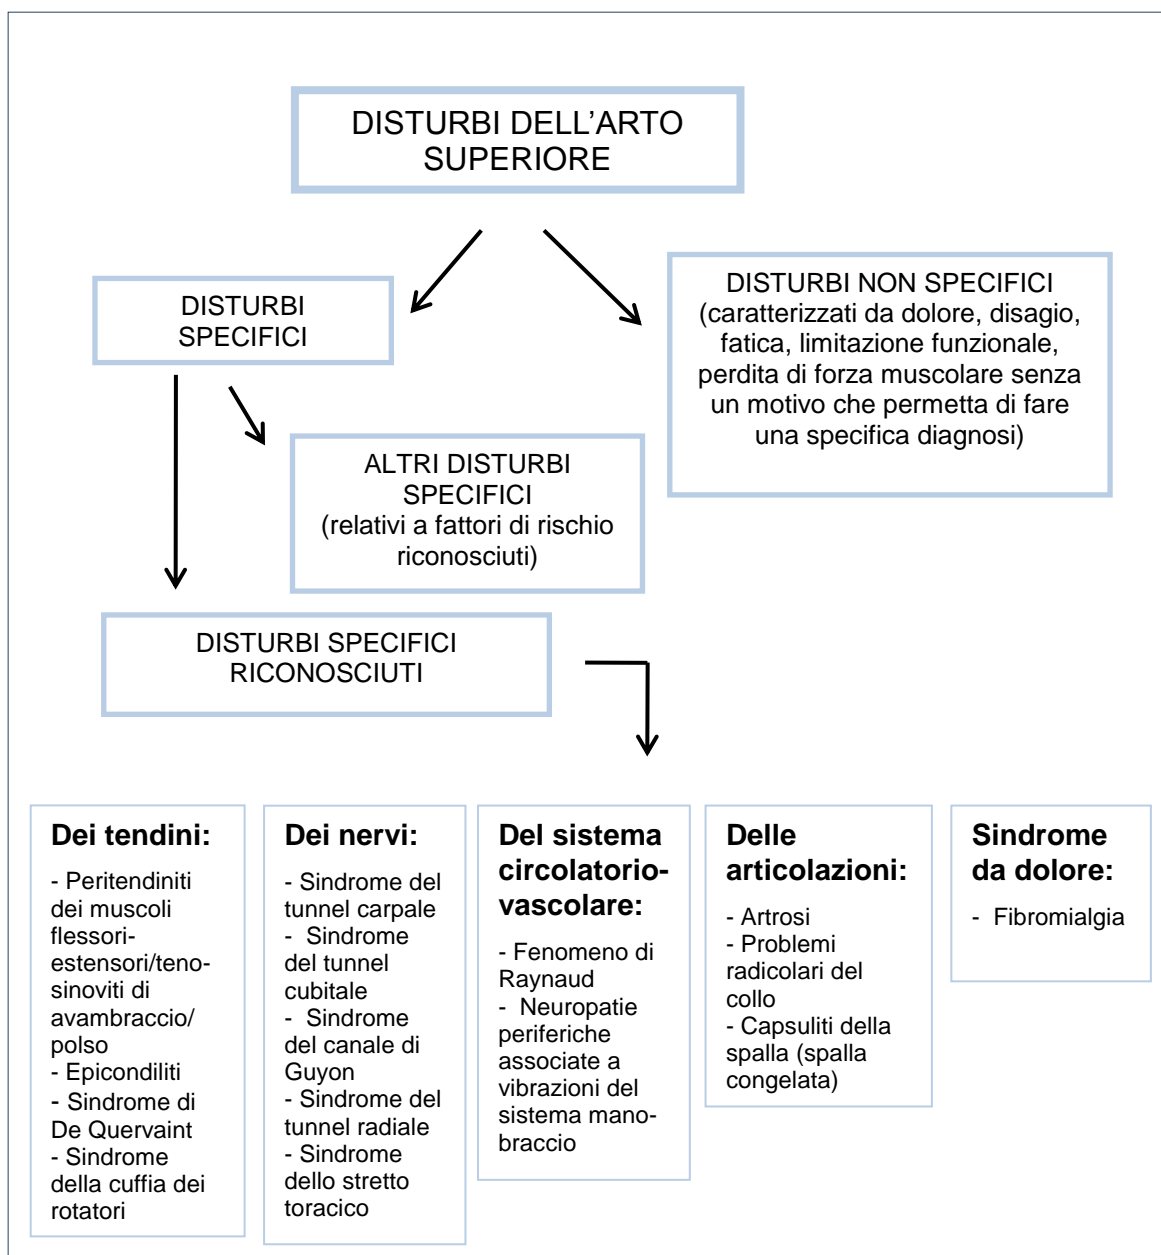 DISTURBI DELL’ARTO
SUPERIORE
DISTURBI
SPECIFICI
DISTURBI NON SPECIFICI
(caratterizzati da dolore, disagio,
fatica, limitazione funzionale,
perdita di forza muscolare senza
un motivo che permetta di fare
una specifica diagnosi)
ALTRI DISTURBI
SPECIFICI
(relativi a fattori di rischio
riconosciuti)
DISTURBI SPECIFICI
RICONOSCIUTI
Dei tendini:
- Peritendiniti
dei muscoli
flessori-
estensori/teno-
sinoviti di
avambraccio/
polso
- Epicondiliti
- Sindrome di
De Quervaint
- Sindrome
della cuffia dei
rotatori
Dei nervi:
- Sindrome del
tunnel carpale
- Sindrome
del tunnel
cubitale
- Sindrome
del canale di
Guyon
- Sindrome del
tunnel radiale
- Sindrome
dello stretto
toracico
Del sistema
circolatorio-
vascolare:
- Fenomeno di
Raynaud
- Neuropatie
periferiche
associate a
vibrazioni del
sistema mano-
braccio
Delle
articolazioni:
- Artrosi
- Problemi
radicolari del
collo
- Capsuliti della
spalla (spalla
congelata)
Sindrome
da dolore:
- Fibromialgia